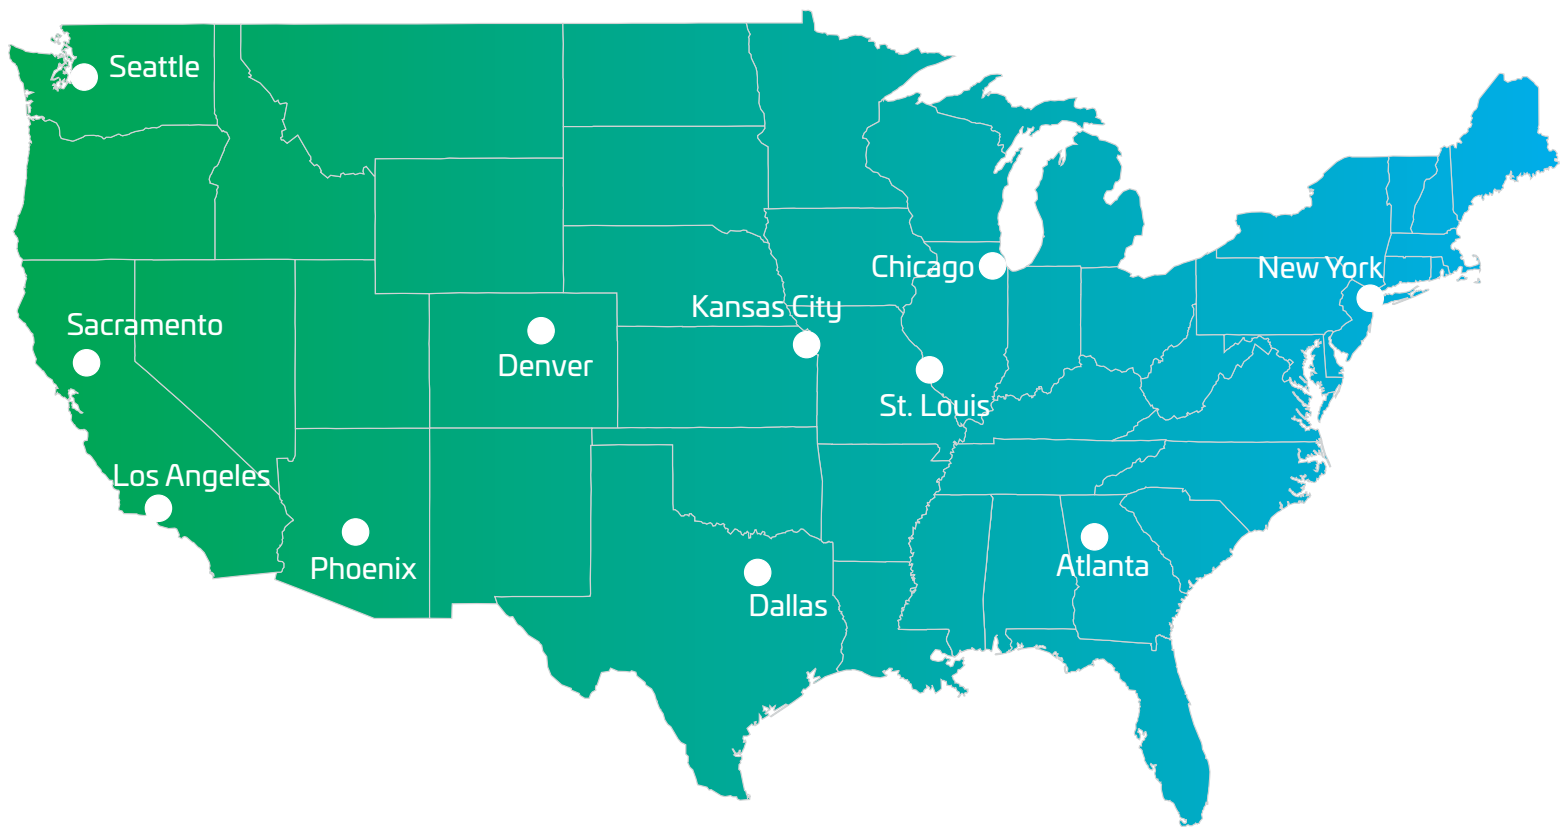 Seattle
Chicago
New York
Kansas City
Sacramento
Denver
St. Louis
Los Angeles
Phoenix
Atlanta
Dallas